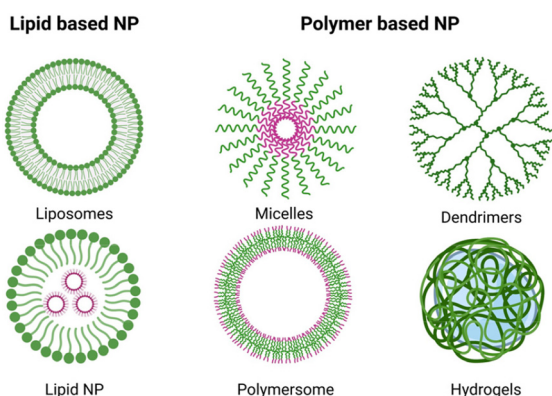 Lipid based NP
Polymer based NP
Liposomes
Micelles
Dendrimers
Lipid NP
Polymersome
Hydrogels